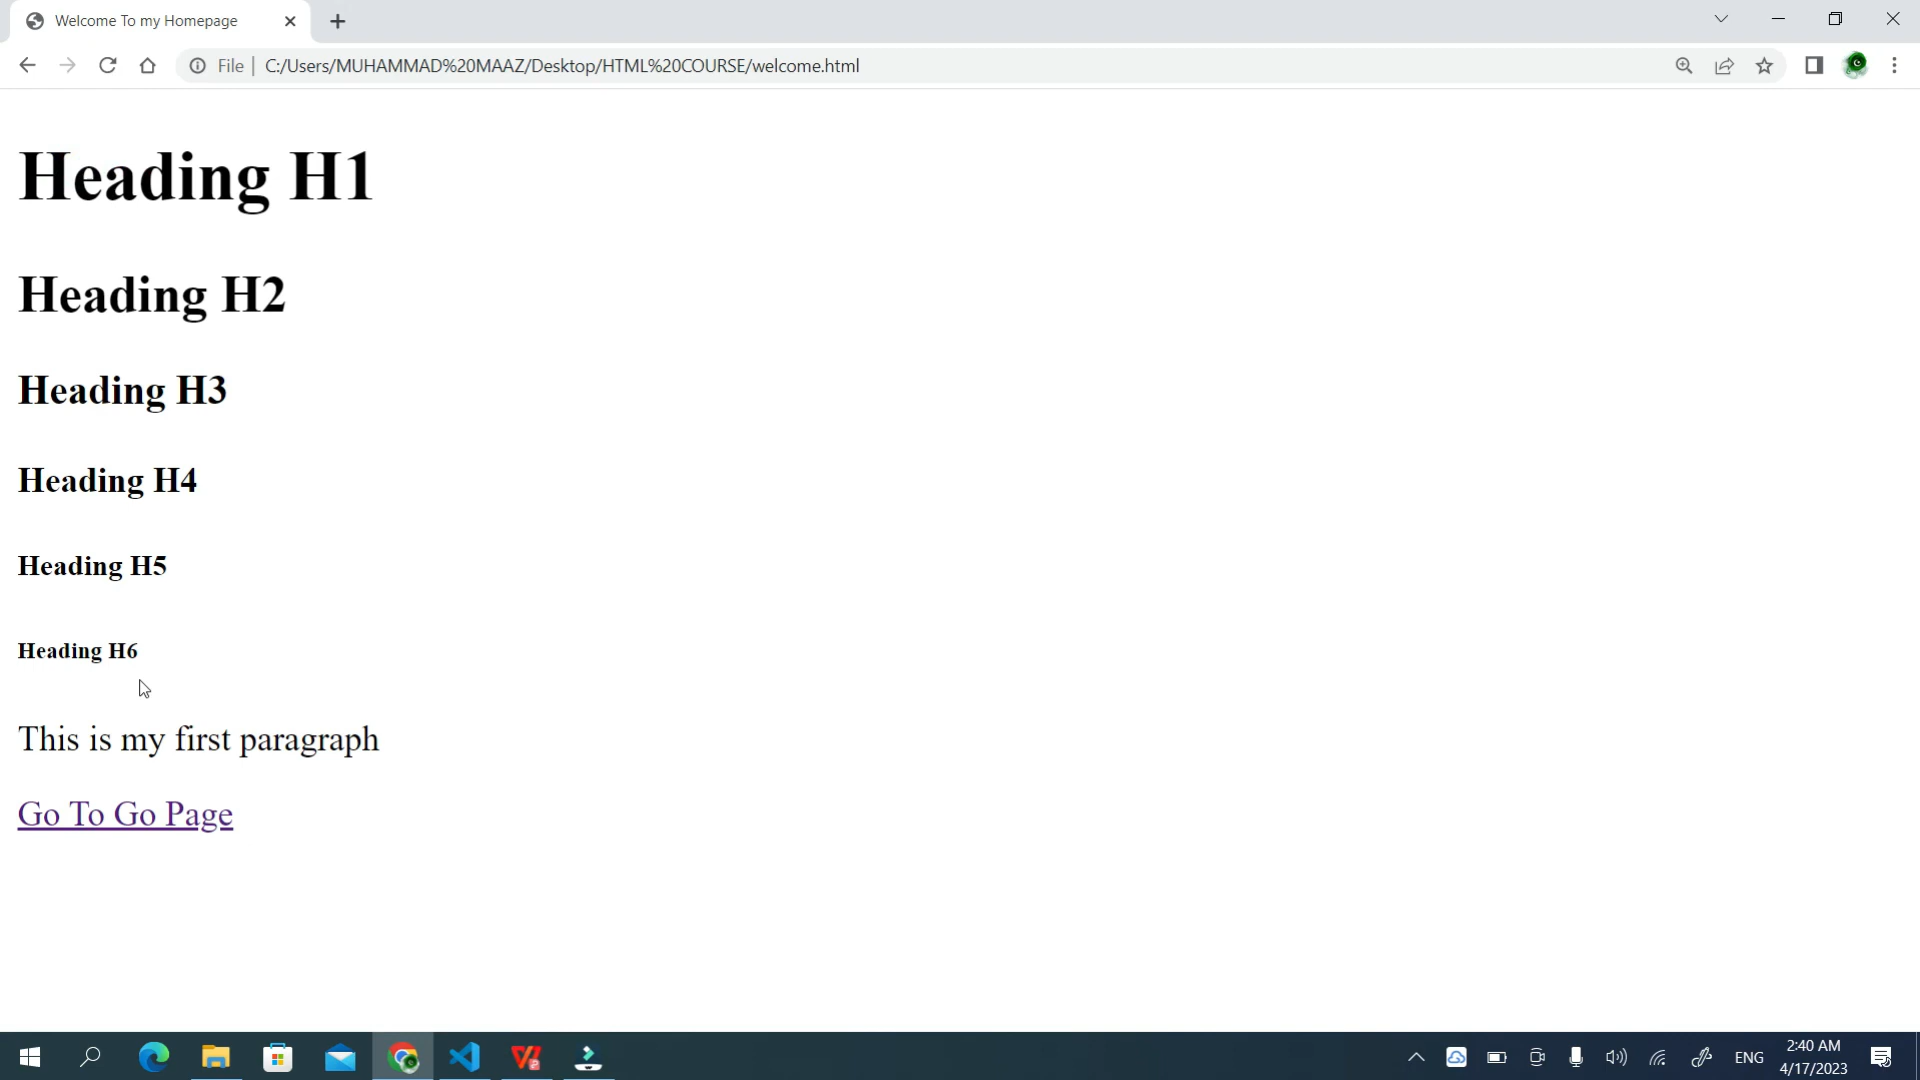 Welcome To my Homepage
File | C:/Users/MUHAMMAD%20MAAZ/Desktop/HTML%20COURSE/welcome.html
Heading H1
Heading H2
Heading H3
Heading H4
Heading H5
Heading H6
This is my first paragraph
Go To Go Page
ENG
2:40 AM
4/17/2023